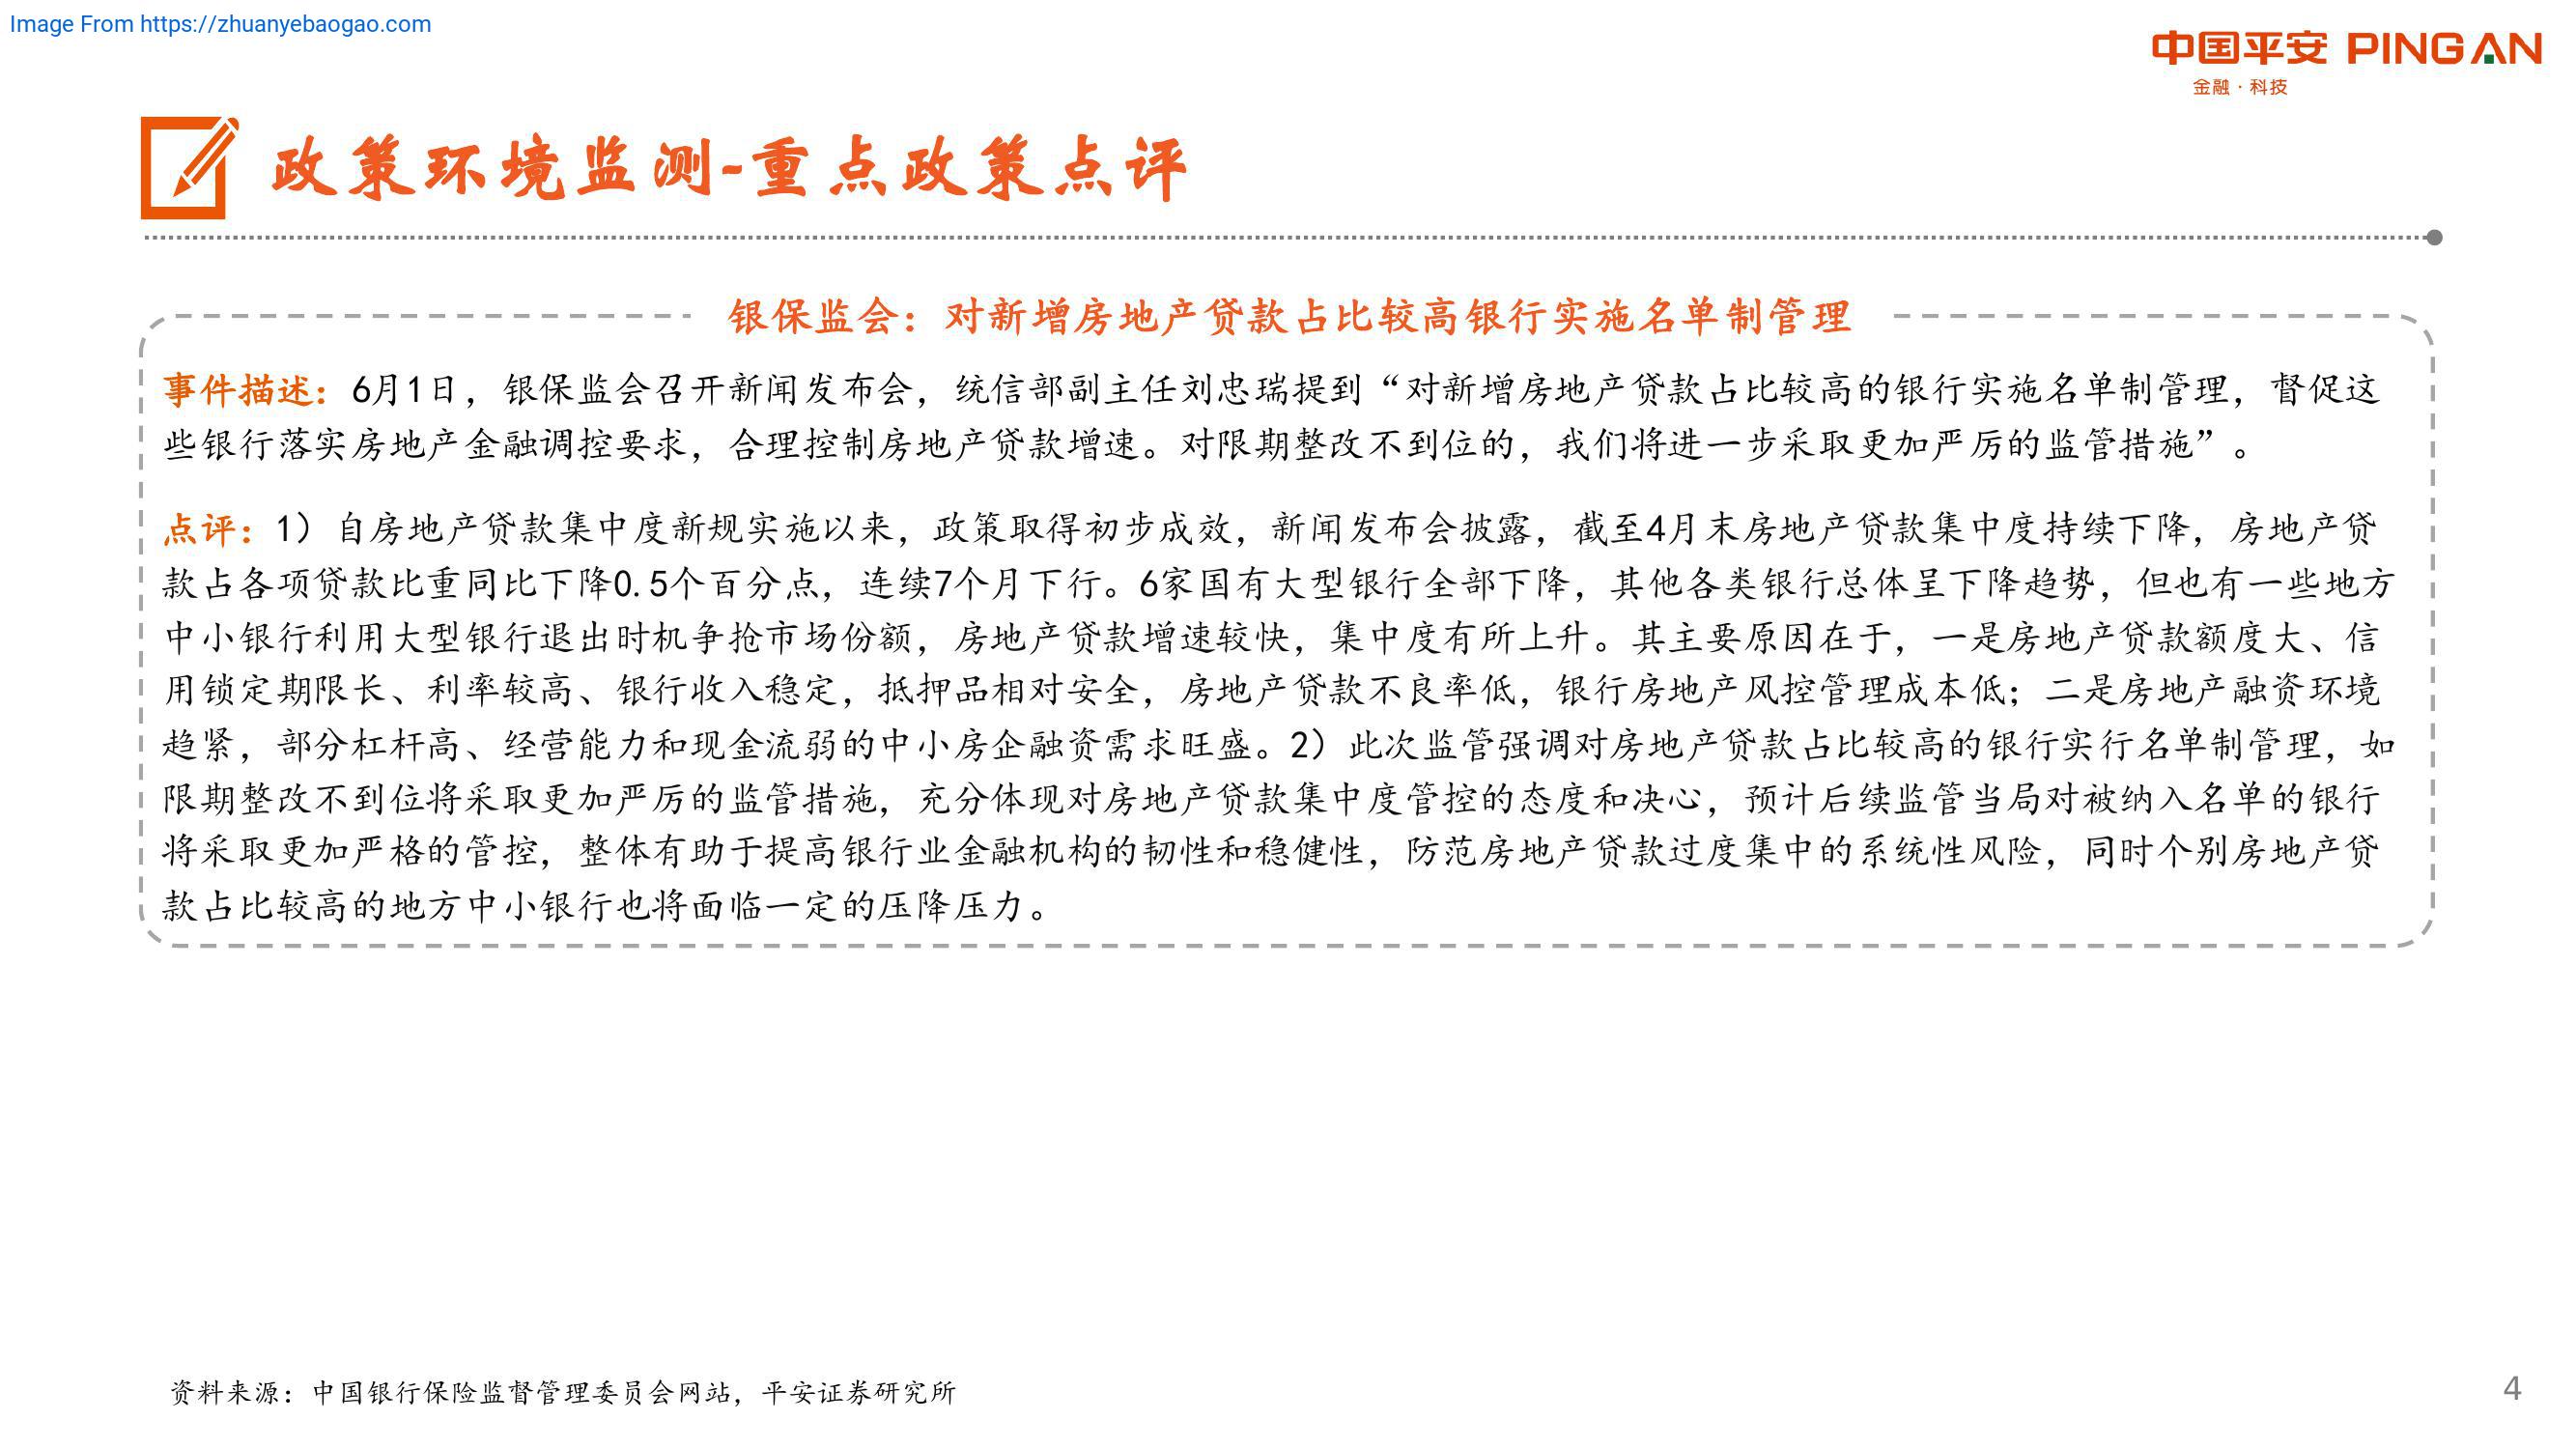 Image From https://zhuanyebaogao.com
中国平安 PINGAN
金融·科技
政策环境监测-重点政策点评
银保监会：对新增房地产贷款占比较高银行实施名单制管理
事件描述：6月1日，银保监会召开新闻发布会，统信部副主任刘忠瑞提到“对新增房地产贷款占比较高的银行实施名单制管理，督促这
些银行落实房地产金融调控要求，合理控制房地产贷款增速。对限期整改不到位的，我们将进一步采取更加严厉的监管措施”。
点评：1）自房地产贷款集中度新规实施以来，政策取得初步成效，新闻发布会披露，截至4月末房地产贷款集中度持续下降，房地产贷
款占各项贷款比重同比下降0.5个百分点，连续7个月下行。6家国有大型银行全部下降，其他各类银行总体呈下降趋势，但也有一些地方
中小银行利用大型银行退出时机争抢市场份额，房地产贷款增速较快，集中度有所上升。其主要原因在于，一是房地产贷款额度大、信
用锁定期限长、利率较高、银行收入稳定，抵押品相对安全，房地产贷款不良率低，银行房地产风控管理成本低；二是房地产融资环境
趋紧，部分杠杆高、经营能力和现金流弱的中小房企融资需求旺盛。2）此次监管强调对房地产贷款占比较高的银行实行名单制管理，如
限期整改不到位将采取更加严厉的监管措施，充分体现对房地产贷款集中度管控的态度和决心，预计后续监管当局对被纳入名单的银行
将采取更加严格的管控，整体有助于提高银行业金融机构的韧性和稳健性，防范房地产贷款过度集中的系统性风险，同时个别房地产贷
款占比较高的地方中小银行也将面临一定的压降压力。
资料来源：中国银行保险监督管理委员会网站，平安证券研究所
4